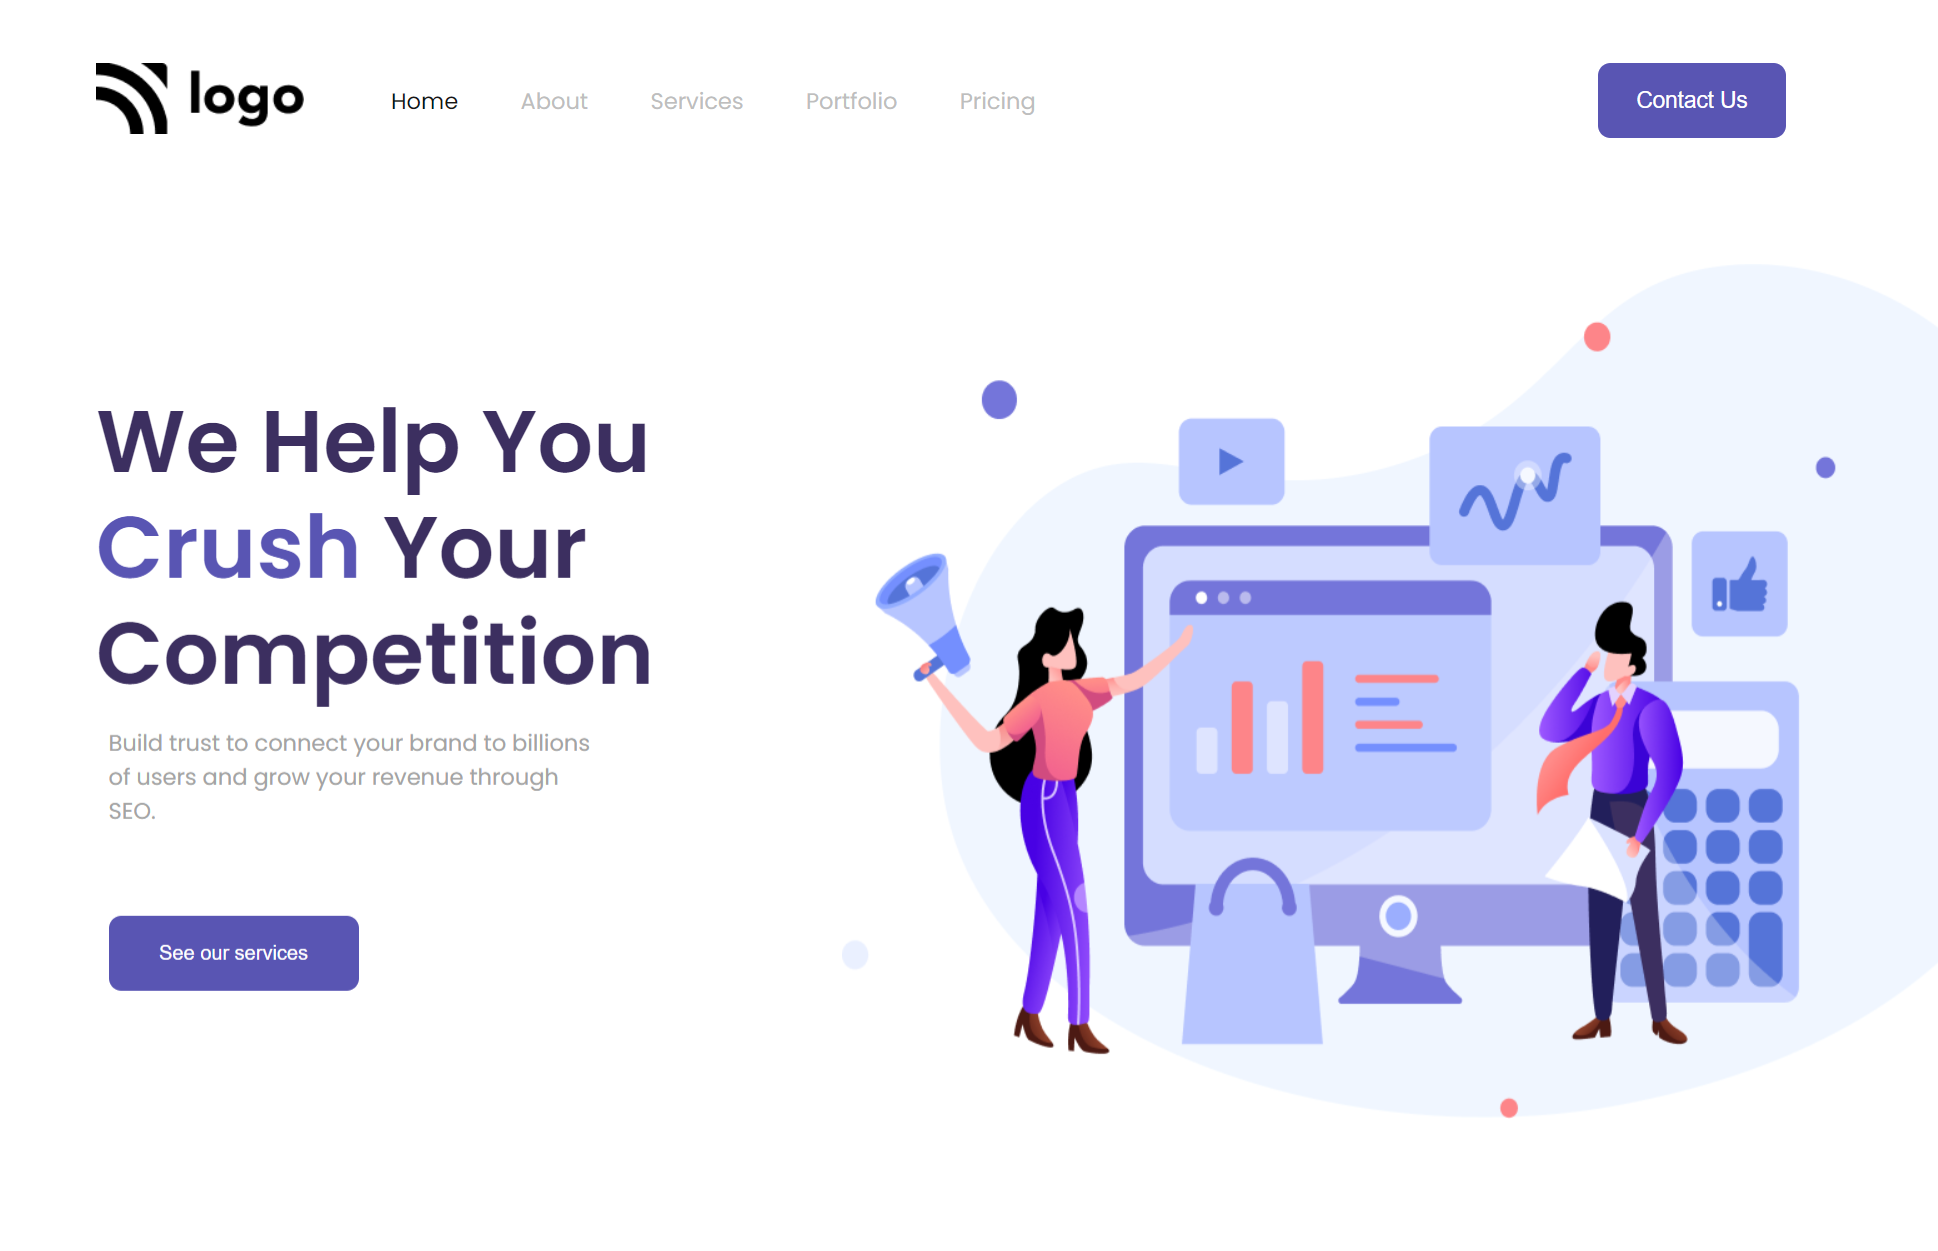 logo
Home About Services Portfolio Pricing
Contact Us
We Help You
Crush Your
Competition
Build trust to connect your brand to billions
of users and grow your revenue through
SEO.
See our services